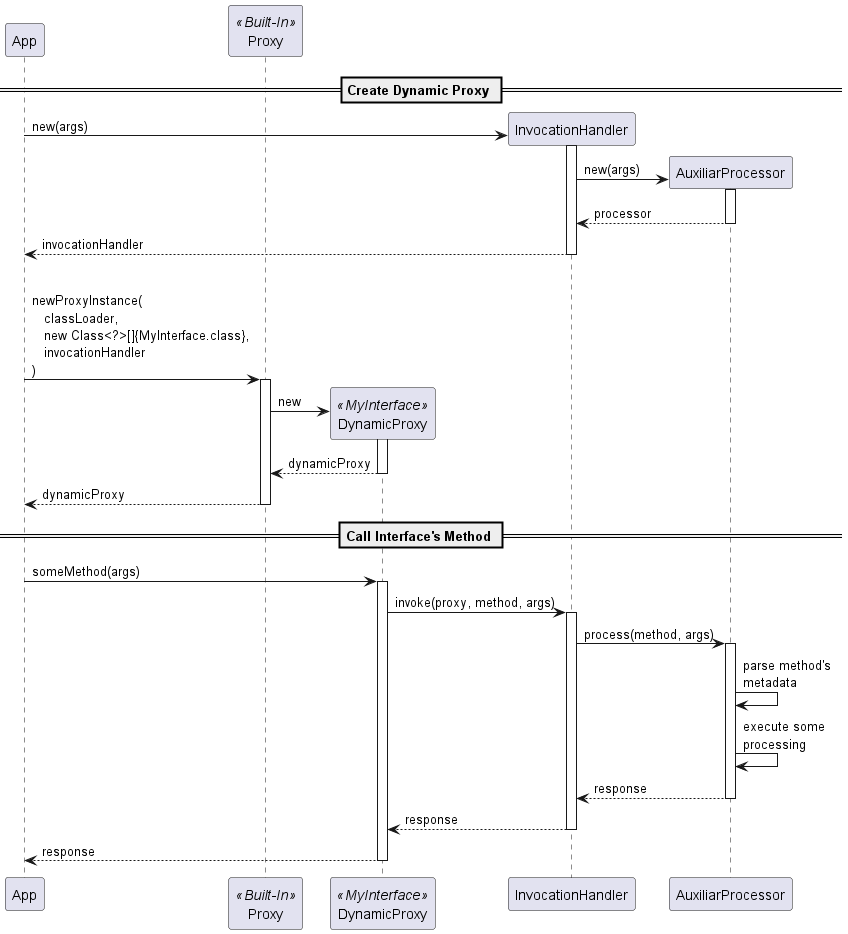 «Built-In»
App
Proxy
Create Dynamic Proxy
new(args)
InvocationHandler
new(args)
AuxiliarProcessor
processor
invocationHandler
newProxyInstance(
classLoader,
new Class<?>[]{MyInterface.class},
invocationHandler
)
new
«MyInterface»
DynamicProxy
dynamicProxy
dynamicProxy
Call Interface's Method
someMethod(args)
invoke(proxy, method, args)
process(method, args)
parse method's
metadata
execute some
processing
response
response
response
App
«Built-In»
Proxy
«MyInterface»
DynamicProxy
InvocationHandler
AuxiliarProcessor